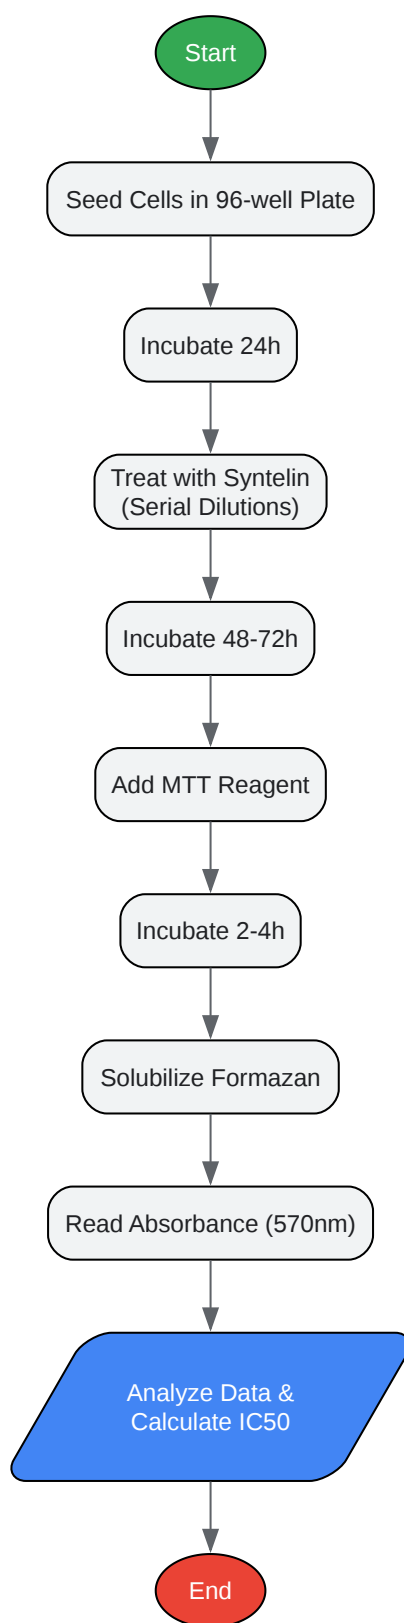 Start
Seed Cells in 96-well Plate
Incubate 24h
Treat with Syntelin
(Serial Dilutions)
Incubate 48-72h
Add MTT Reagent
Incubate 2-4h
Solubilize Formazan
Read Absorbance (570nm)
Analyze Data &
Calculate IC50
End